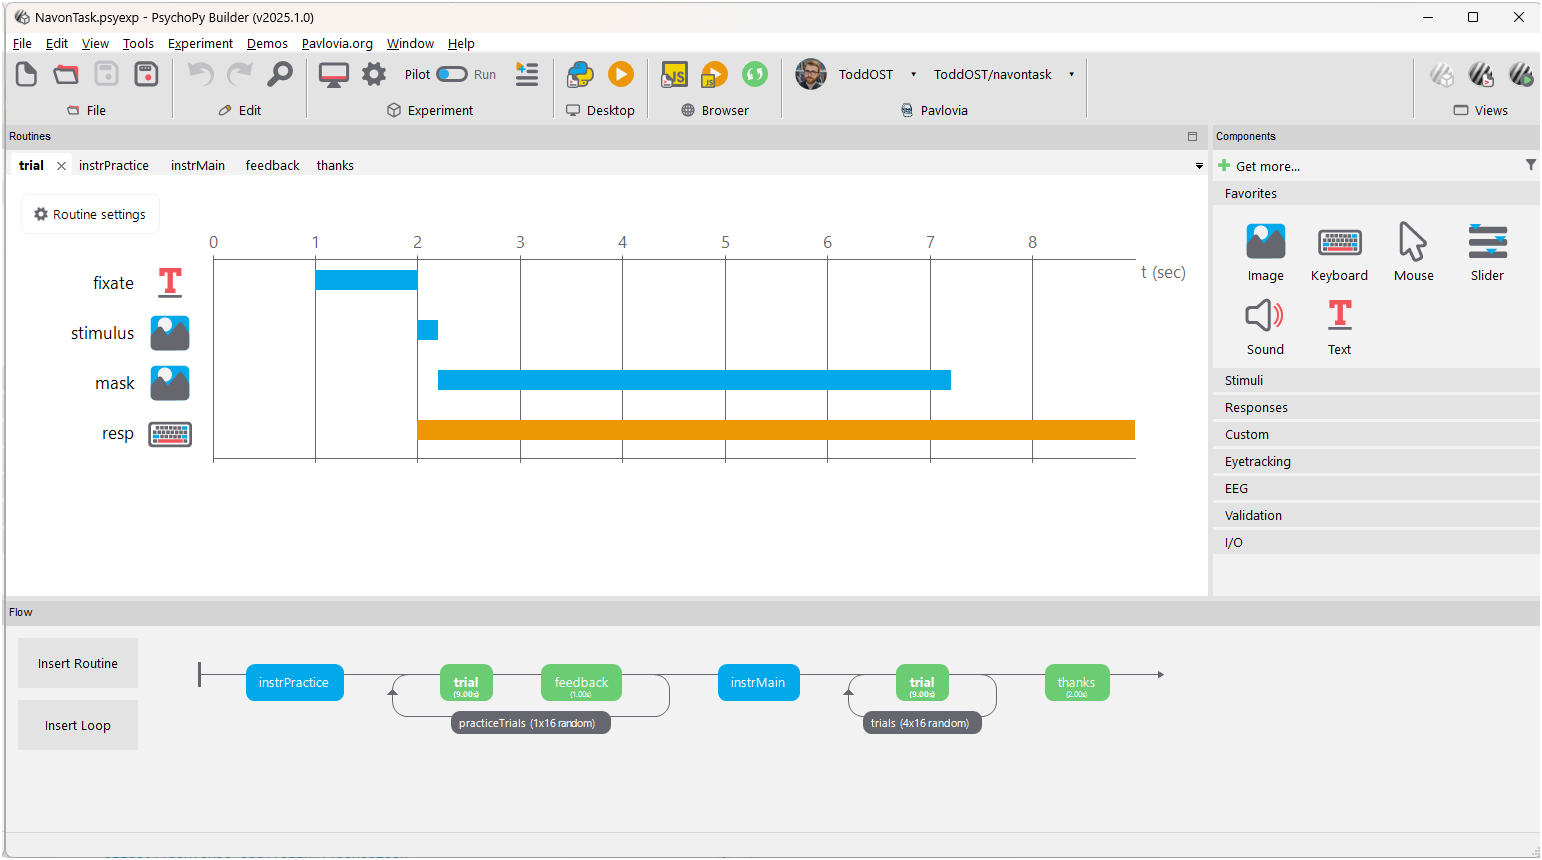 NavonTask.psyexp - PsychoPy Builder (v2025.1.0)
File Edit View Tools Experiment Demos Pavlovia.org Window Help
Pilot Run
JS
JS
ToddOST
ToddOST/navontask
File
Edit
Experiment
Desktop
Browser
Pavlovia
Views
Routines
trial
instrPractice
instrMain
feedback
thanks
Routine settings
0 1 2 3 4 5 6 7 8
t (sec)
fixate
stimulus
mask
resp
Components
Get more...
Favorites
Image Keyboard Mouse Slider
Sound Text
Stimuli
Responses
Custom
Eyetracking
EEG
Validation
I/O
Flow
Insert Routine
Insert Loop
instrPractice
trial
(9.00s)
feedback
(1.00s)
practiceTrials (1x16 random)
instrMain
trial
(9.00s)
trials (4x16 random)
thanks
(2.00s)